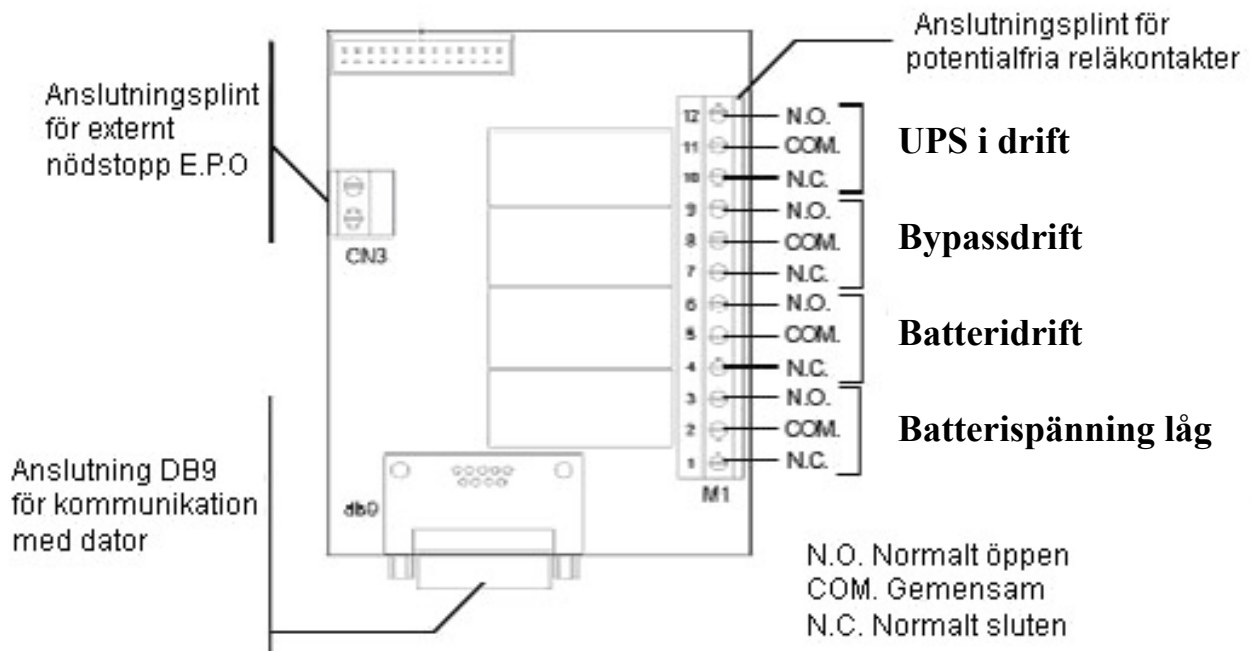 Anslutningsplint för
potentialfria reläkontakter
Anslutningsplint
för externt
nödstopp E.P.O
CN3
12 N.O.
11 COM.
10 N.C.
UPS i drift
9 N.O.
8 COM.
7 N.C.
Bypassdrift
6 N.O.
5 COM.
4 N.C.
Batteridrift
3 N.O.
2 COM.
1 N.C.
Batterispänning låg
M1
Anslutning DB9
för kommunikation
med dator
db9
N.O. Normalt öppen
COM. Gemensam
N.C. Normalt sluten